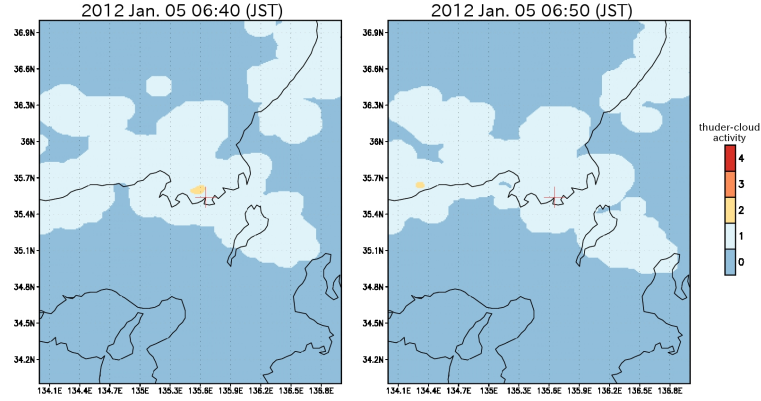 2012 Jan. 05 06:40 (JST)
36.9N
36.6N
36.3N
36N
35.7N
35.4N
35.1N
34.8N
34.5N
34.2N
134.1E 134.4E 134.7E 135E 135.3E 135.6E 135.9E 136.2E 136.5E 136.8E
2012 Jan. 05 06:50 (JST)
36.9N
36.6N
36.3N
36N
35.7N
35.4N
35.1N
34.8N
34.5N
34.2N
134.1E 134.4E 134.7E 135E 135.3E 135.6E 135.9E 136.2E 136.5E 136.8E
thuder-cloud
activity
4
3
2
1
0